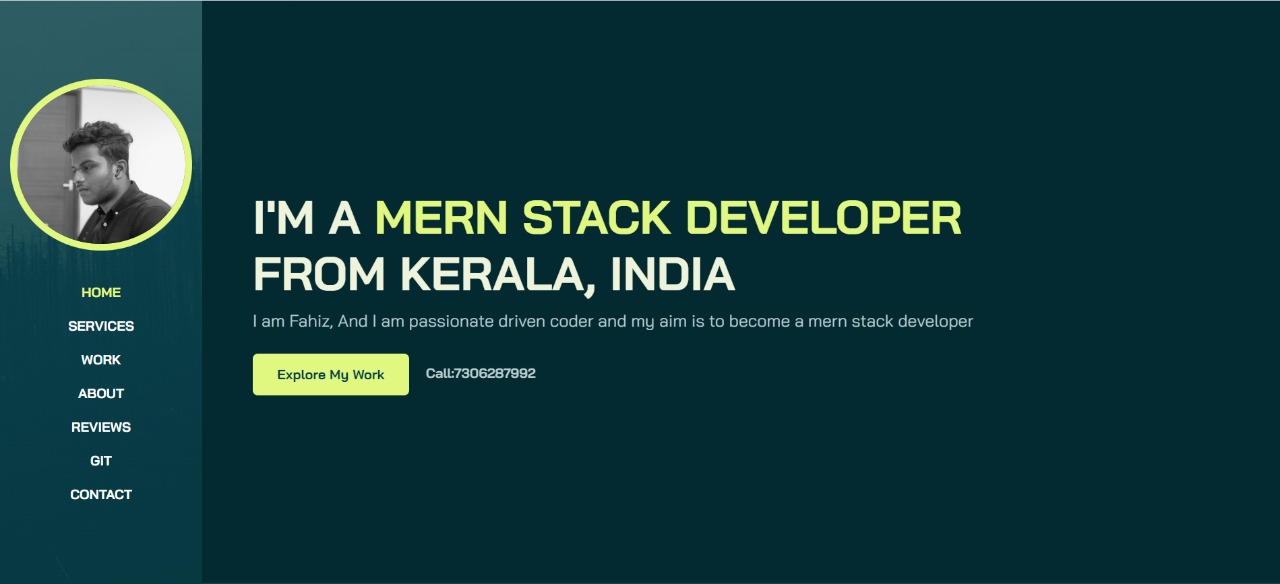 HOME
SERVICES
WORK
ABOUT
REVIEWS
GIT
CONTACT
I'M A MERN STACK DEVELOPER
FROM KERALA, INDIA
I am Fahiz, And I am passionate driven coder and my aim is to become a mern stack developer
Explore My Work
Call:7306287992